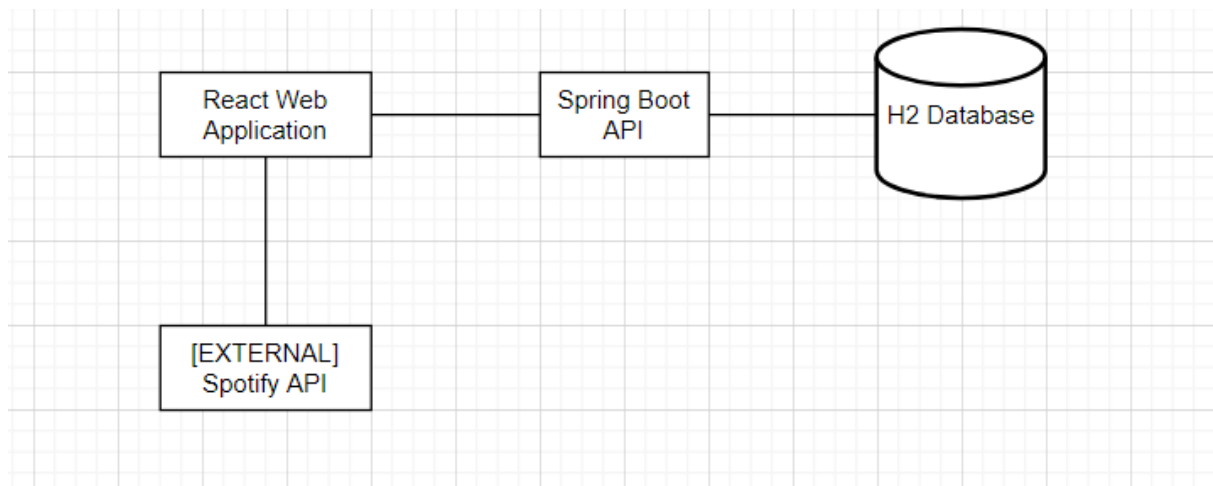 React Web
Application
Spring Boot
API
H2 Database
[EXTERNAL]
Spotify API